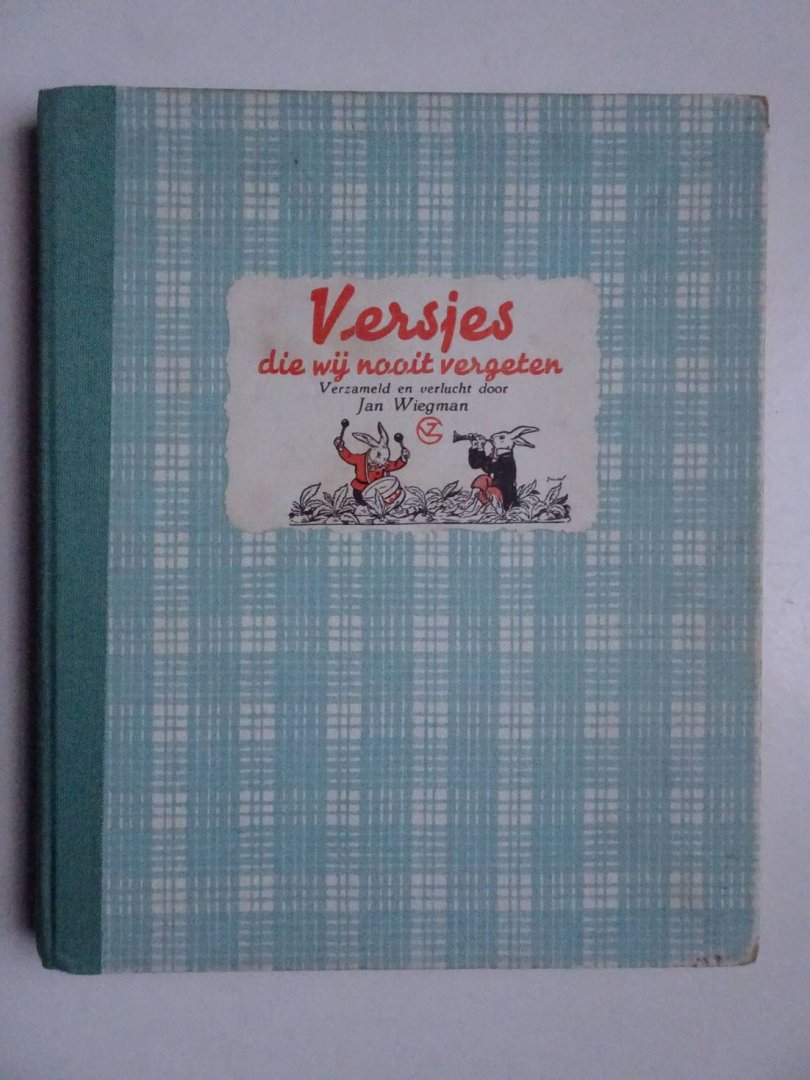 Versjes
die wij nooit vergeten
Verzameld en verlucht door
Jan Wiegman